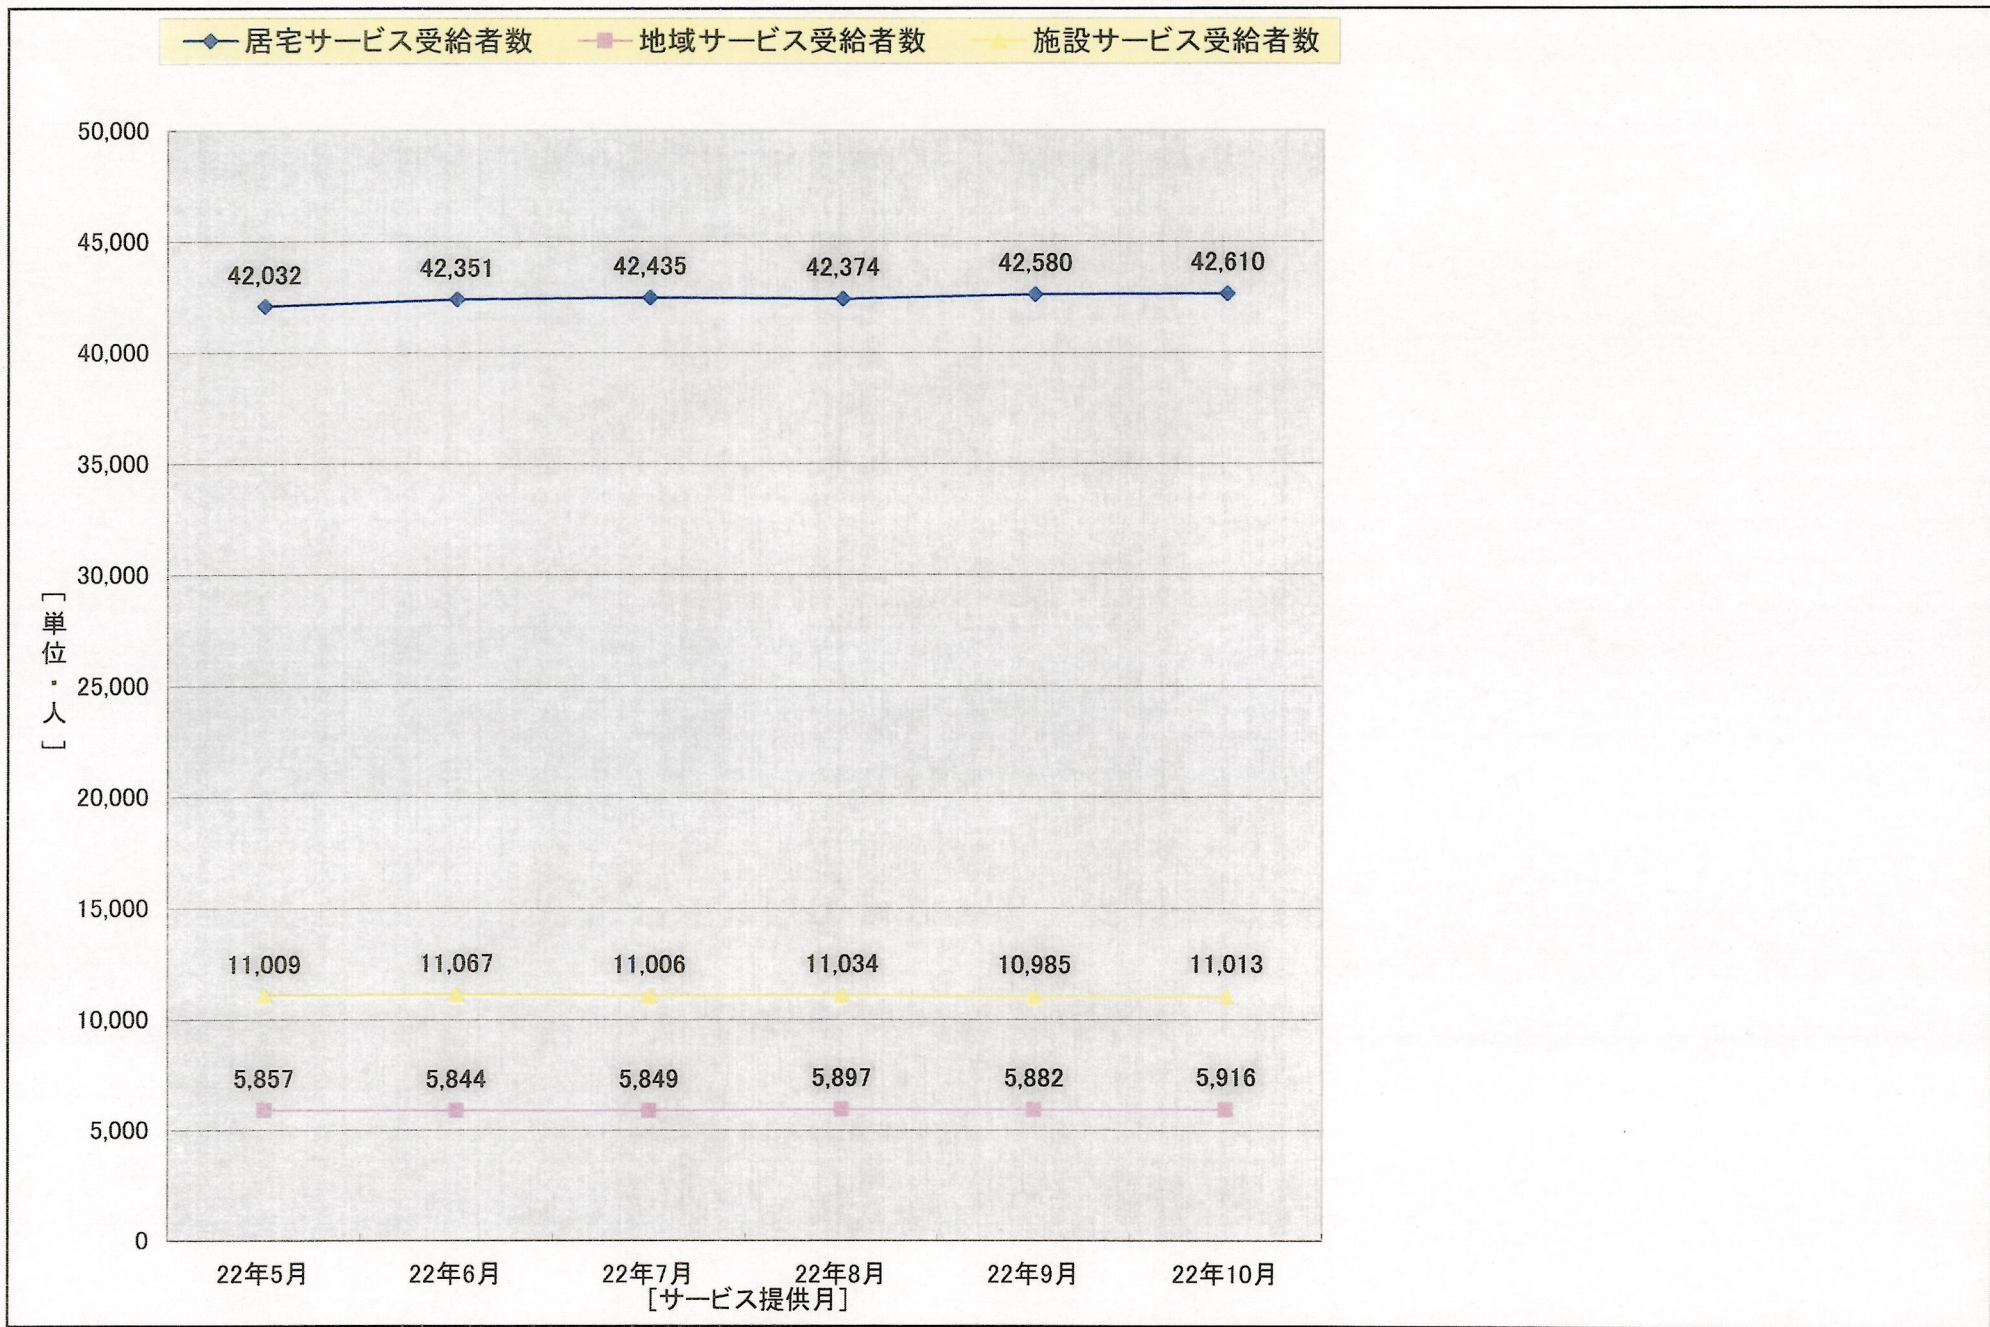 居宅サービス受給者数 地域サービス受給者数 施設サービス受給者数
50,000
45,000
42,032 42,351 42,435 42,374 42,580 42,610
40,000
35,000
30,000
[単位・人]
25,000
20,000
15,000
11,009 11,067 11,006 11,034 10,985 11,013
10,000
5,857 5,844 5,849 5,897 5,882 5,916
5,000
0
22年5月 22年6月 22年7月 22年8月 22年9月 22年10月
[サービス提供月]